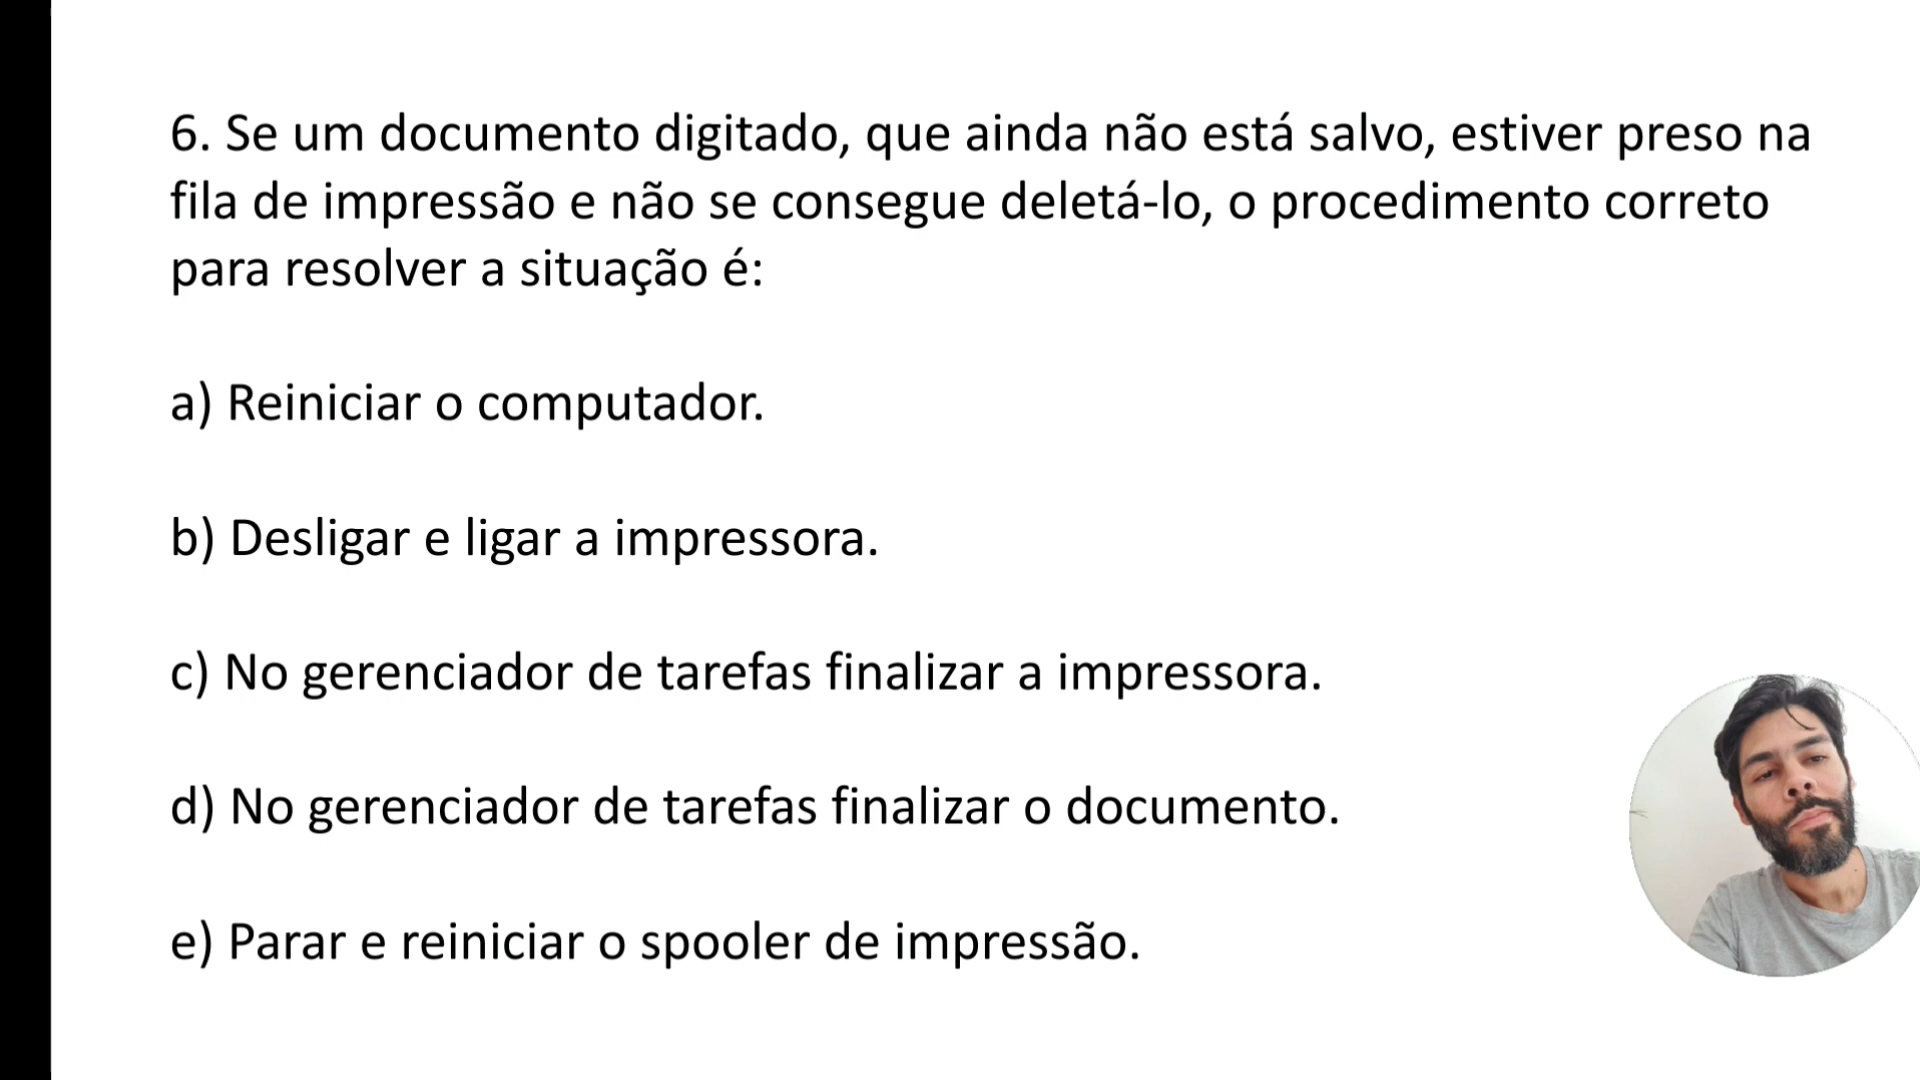 6. Se um documento digitado, que ainda não está salvo, estiver preso na
fila de impressão e não se consegue deletá-lo, o procedimento correto
para resolver a situação é:
a) Reiniciar o computador.
b) Desligar e ligar a impressora.
c) No gerenciador de tarefas finalizar a impressora.
d) No gerenciador de tarefas finalizar o documento.
e) Parar e reiniciar o spooler de impressão.